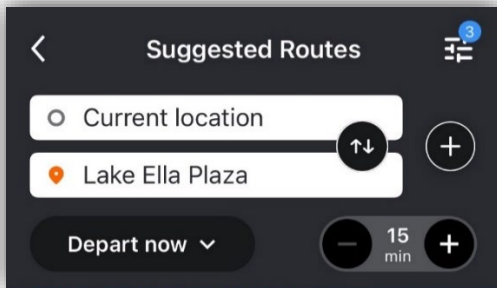 Suggested Routes
3
Current location
Lake Ella Plaza
Depart now
15
min